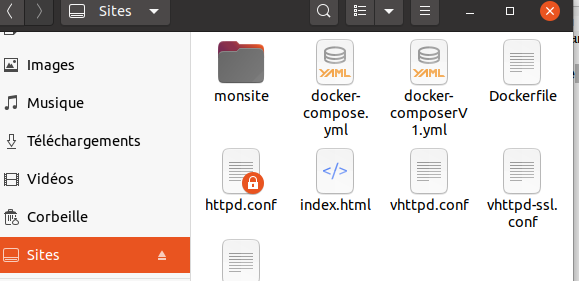 Sites
Images
Musique
Téléchargements
Vidéos
Corbeille
Sites
monsite
docker-
compose.
yml
docker-
composerV
1.yml
Dockerfile
httpd.conf
index.html
vhttpd.conf
vhttpd-ssl.
conf
YAML
YAML